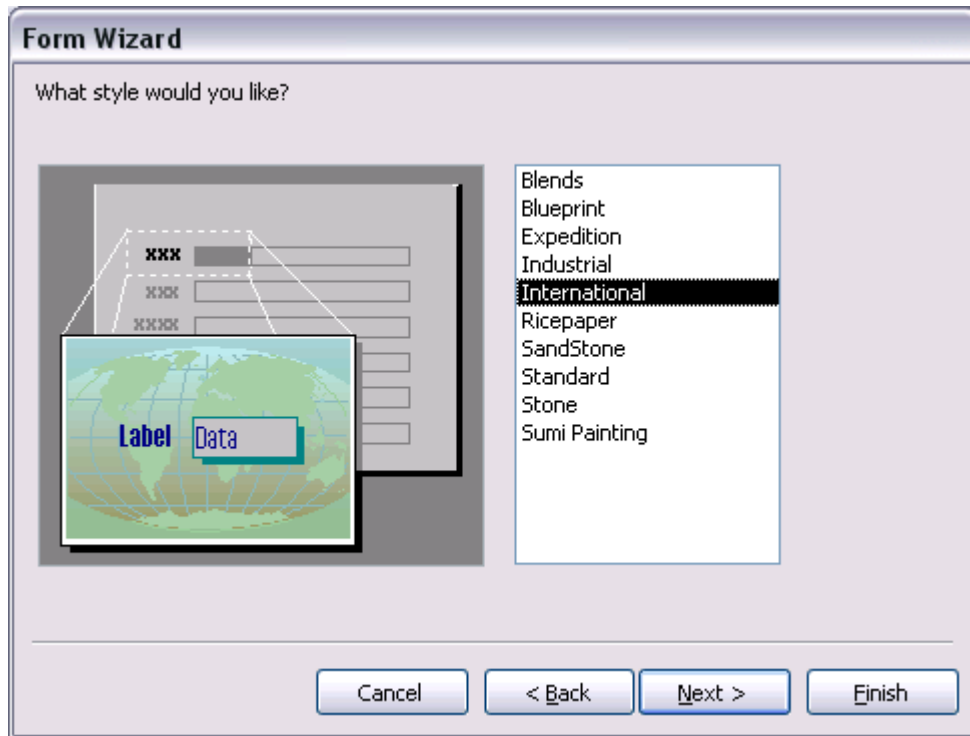 Form Wizard
What style would you like?
xxx
xxx
xxxx
Label Data
Blends
Blueprint
Expedition
Industrial
International
Ricepaper
SandStone
Standard
Stone
Sumi Painting
Cancel < Back Next > Finish